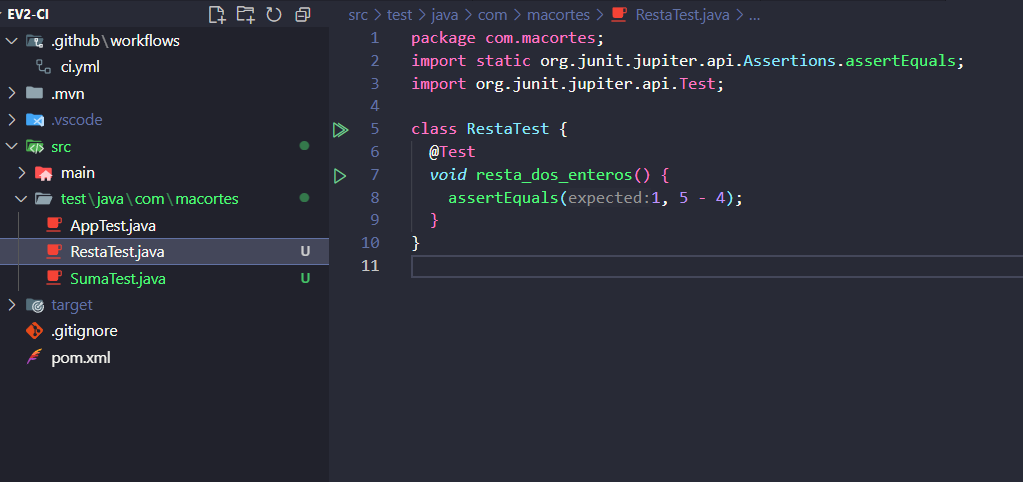 EV2-CI
.github\workflows
ci.yml
.mvn
.vscode
src
main
test\java\com\macortes
AppTest.java
RestaTest.java U
SumaTest.java U
target
.gitignore
pom.xml
src > test > java > com > macortes > RestaTest.java > ...
1 package com.macortes;
2 import static org.junit.jupiter.api.Assertions.assertEquals;
3 import org.junit.jupiter.api.Test;
4
5 class RestaTest {
6 @Test
7 void resta_dos_enteros() {
8 assertEquals(expected:1, 5 - 4);
9 }
10 }
11